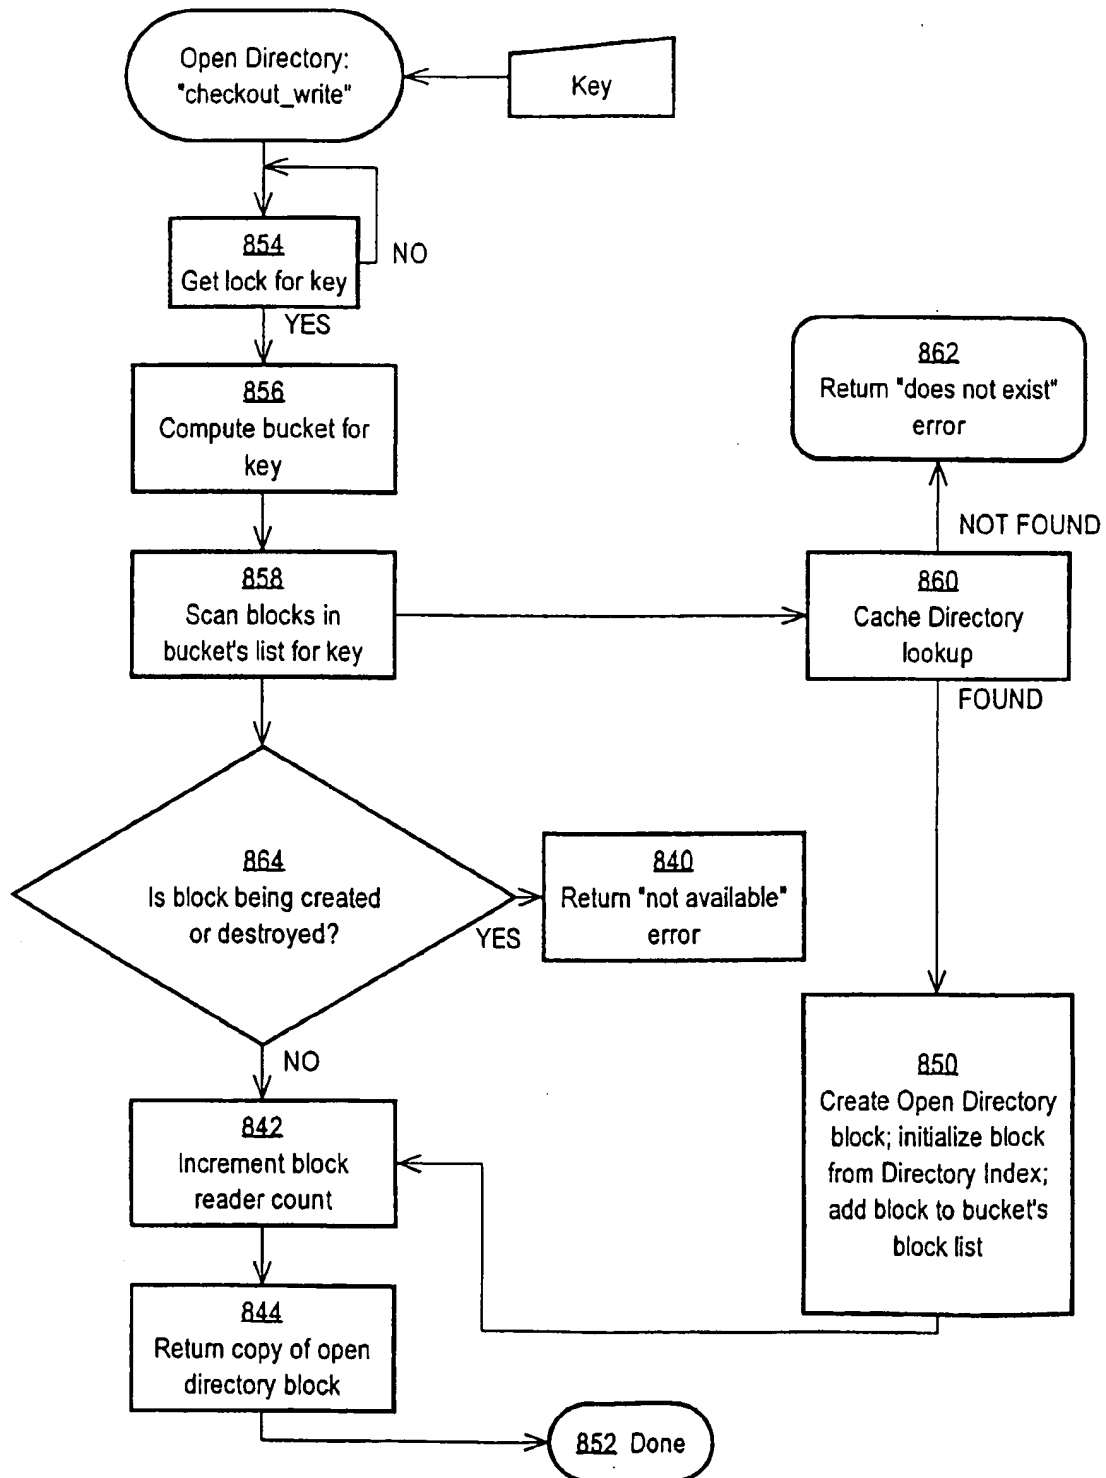 Open Directory:
"checkout_write"
Key
854
Get lock for key
NO
YES
856
Compute bucket for
key
862
Return "does not exist"
error
NOT FOUND
858
Scan blocks in
bucket's list for key
860
Cache Directory
lookup
FOUND
864
Is block being created
or destroyed?
YES
840
Return "not available"
error
NO
850
Create Open Directory
block; initialize block
from Directory Index;
add block to bucket's
block list
842
Increment block
reader count
844
Return copy of open
directory block
852 Done